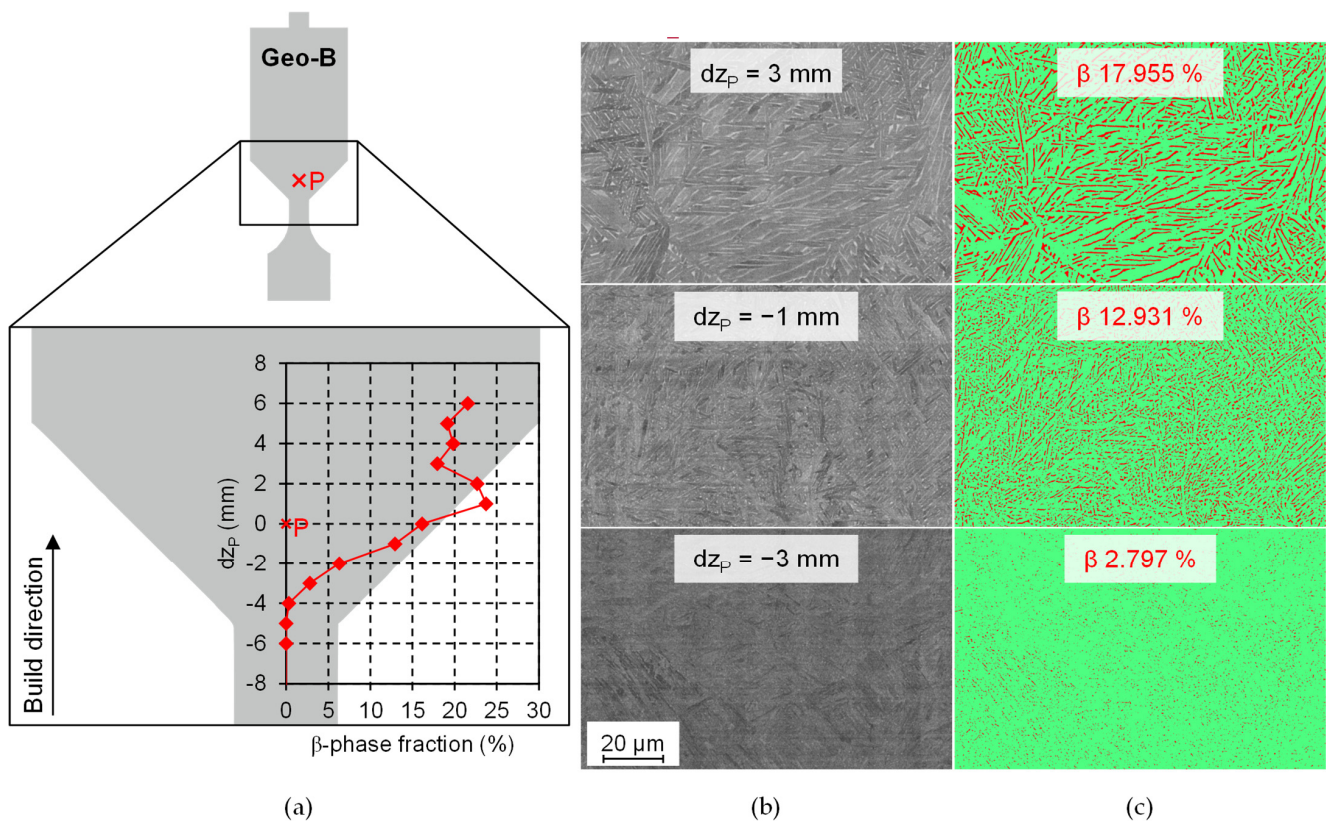 Geo-B
×P
8
6
4
2
0
-2
-4
-6
-8
dzP (mm)
×P
Build direction
0 5 10 15 20 25 30
β-phase fraction (%)
(a)
dzP = 3 mm
dzP = −1 mm
dzP = −3 mm
20 µm
(b)
β 17.955 %
β 12.931 %
β 2.797 %
(c)